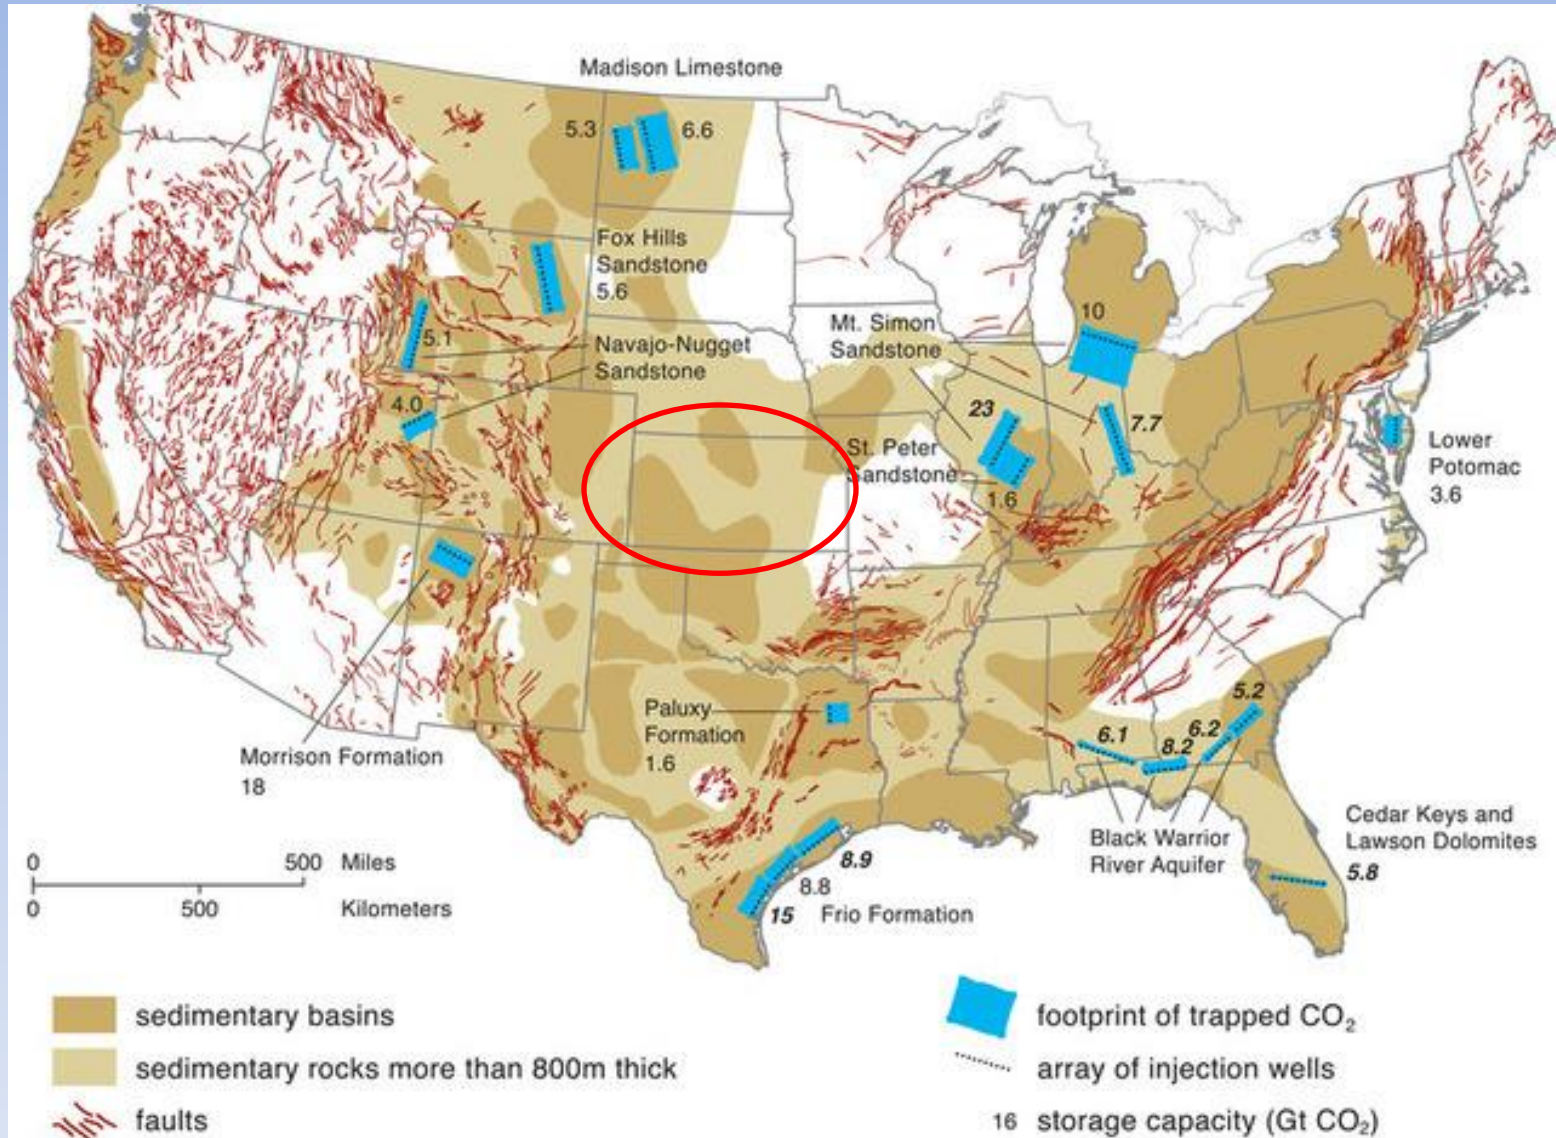 Madison Limestone
5.3
6.6
Fox Hills
Sandstone
5.6
5.1
Navajo-Nugget
Sandstone
4.0
Mt. Simon
Sandstone
10
23
7.7
St. Peter
Sandstone
1.6
Lower
Potomac
3.6
Morrison Formation
18
Paluxy
Formation
1.6
6.1
8.2
6.2
5.2
Black Warrior
River Aquifer
Cedar Keys and
Lawson Dolomites
5.8
8.9
8.8
15 Frio Formation
0 500 Miles
0 500 Kilometers
sedimentary basins
sedimentary rocks more than 800m thick
faults
footprint of trapped CO₂
array of injection wells
16 storage capacity (Gt CO₂)